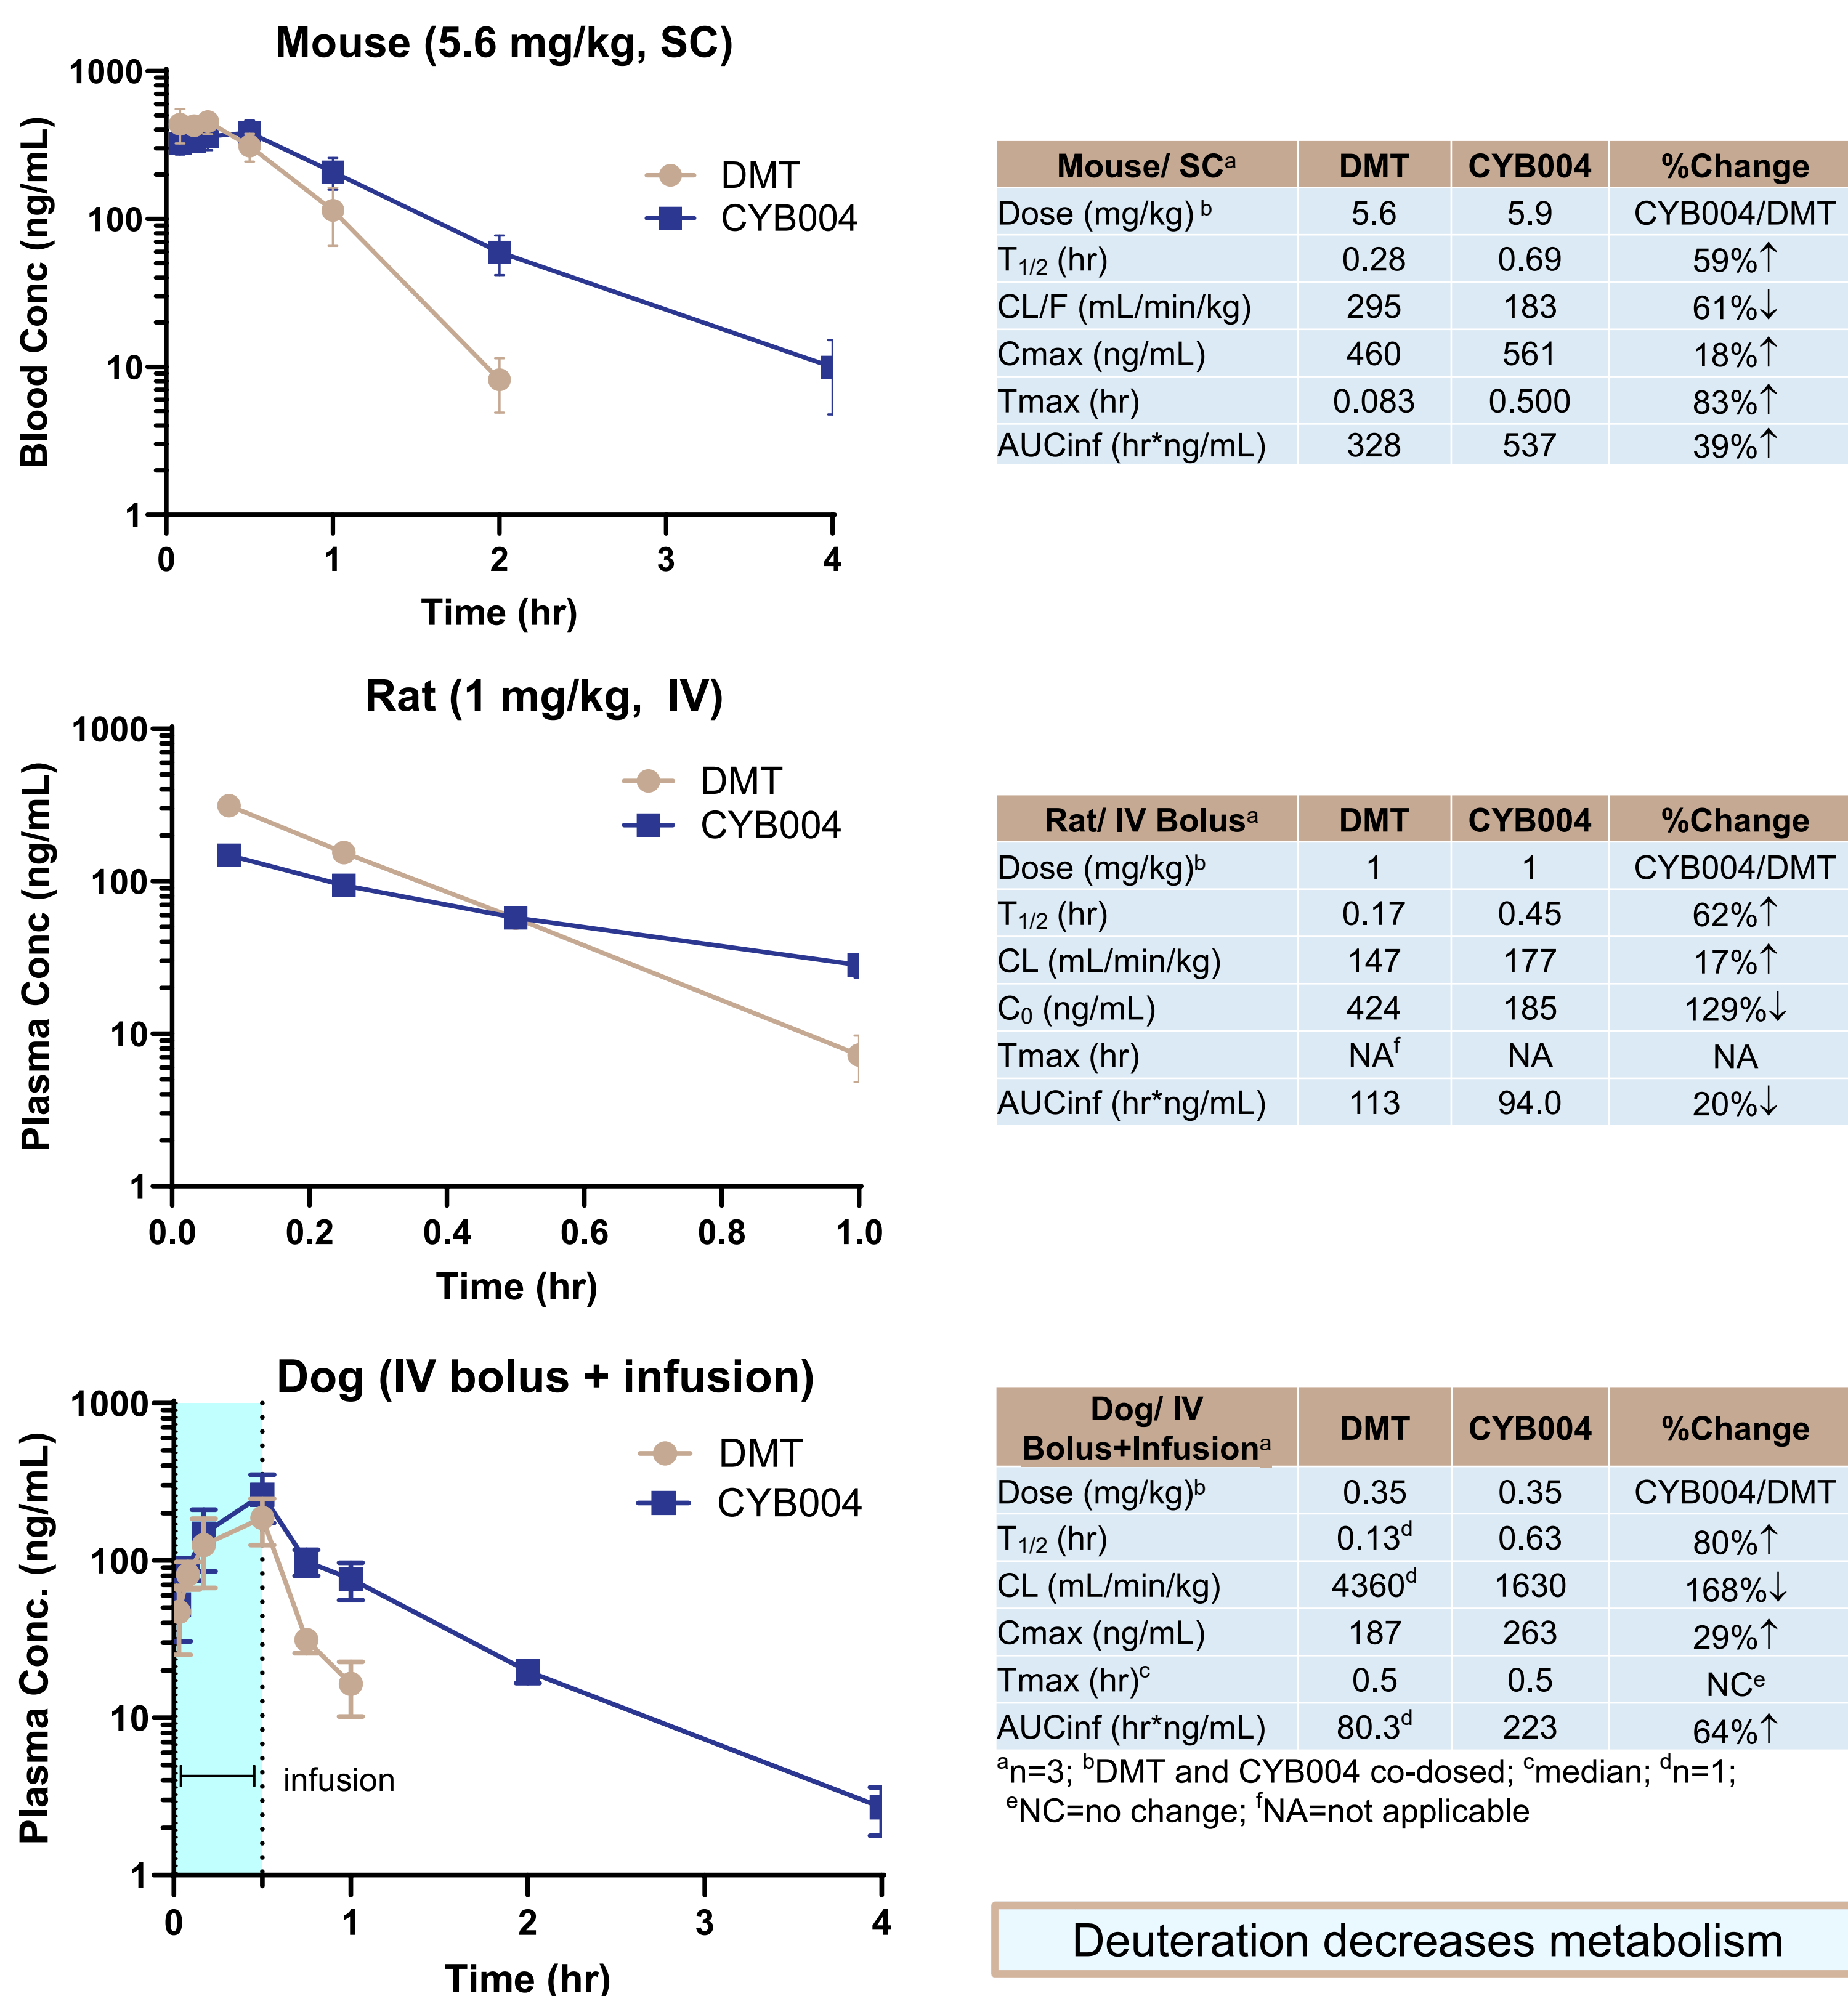 Mouse (5.6 mg/kg, SC)
Blood Conc (ng/mL)
1000
100
10
1
DMT
CYB004
0 1 2 3 4
Time (hr)
Mouse/ SCᵃ DMT CYB004 %Change
Dose (mg/kg) ᵇ 5.6 5.9 CYB004/DMT
T1/2 (hr) 0.28 0.69 59%↑
CL/F (mL/min/kg) 295 183 61%↓
Cmax (ng/mL) 460 561 18%↑
Tmax (hr) 0.083 0.500 83%↑
AUCinf (hr*ng/mL) 328 537 39%↑
Rat (1 mg/kg, IV)
Plasma Conc (ng/mL)
1000
100
10
1
DMT
CYB004
0.0 0.2 0.4 0.6 0.8 1.0
Time (hr)
Rat/ IV Bolusᵃ DMT CYB004 %Change
Dose (mg/kg)ᵇ 1 1 CYB004/DMT
T1/2 (hr) 0.17 0.45 62%↑
CL (mL/min/kg) 147 177 17%↑
C0 (ng/mL) 424 185 129%↓
Tmax (hr) NAᶠ NA NA
AUCinf (hr*ng/mL) 113 94.0 20%↓
Dog (IV bolus + infusion)
Plasma Conc. (ng/mL)
1000
100
10
1
DMT
CYB004
infusion
0 1 2 3 4
Time (hr)
Dog/ IV
Bolus+Infusionᵃ DMT CYB004 %Change
Dose (mg/kg)ᵇ 0.35 0.35 CYB004/DMT
T1/2 (hr) 0.13ᵈ 0.63 80%↑
CL (mL/min/kg) 4360ᵈ 1630 168%↓
Cmax (ng/mL) 187 263 29%↑
Tmax (hr)ᶜ 0.5 0.5 NCᵉ
AUCinf (hr*ng/mL) 80.3ᵈ 223 64%↑
ᵃn=3; ᵇDMT and CYB004 co-dosed; ᶜmedian; ᵈn=1;
ᵉNC=no change; ᶠNA=not applicable
Deuteration decreases metabolism